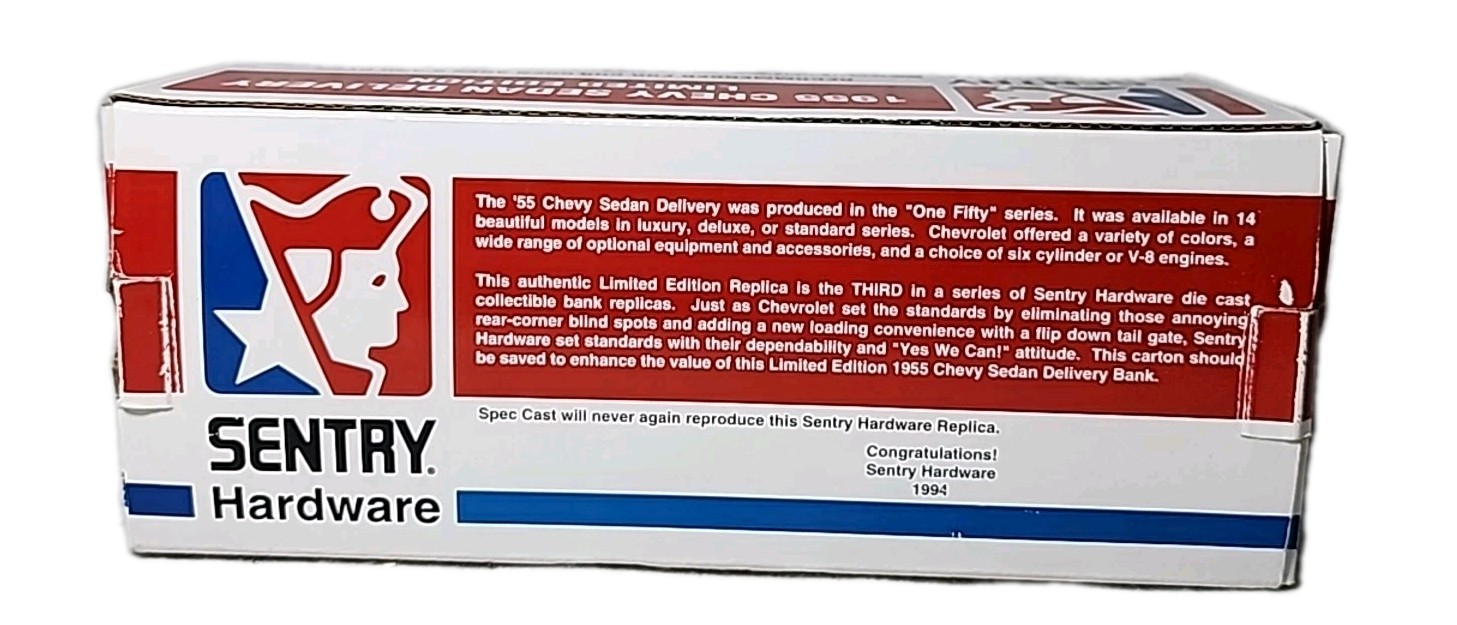 1955 CHEVY SEDAN DELIVERY
LIMITED EDITION
SENTRY
The '55 Chevy Sedan Delivery was produced in the "One Fifty" series. It was available in 14
beautiful models in luxury, deluxe, or standard series. Chevrolet offered a variety of colors, a
wide range of optional equipment and accessories, and a choice of six cylinder or V-8 engines.
This authentic Limited Edition Replica is the THIRD in a series of Sentry Hardware die cast
collectible bank replicas. Just as Chevrolet set the standards by eliminating those annoying
rear-corner blind spots and adding a new loading convenience with a flip down tail gate, Sentry
Hardware set standards with their dependability and "Yes We Can!" attitude. This carton should
be saved to enhance the value of this Limited Edition 1955 Chevy Sedan Delivery Bank.
Spec Cast will never again reproduce this Sentry Hardware Replica.
Congratulations!
Sentry Hardware
1994
SENTRY.
Hardware